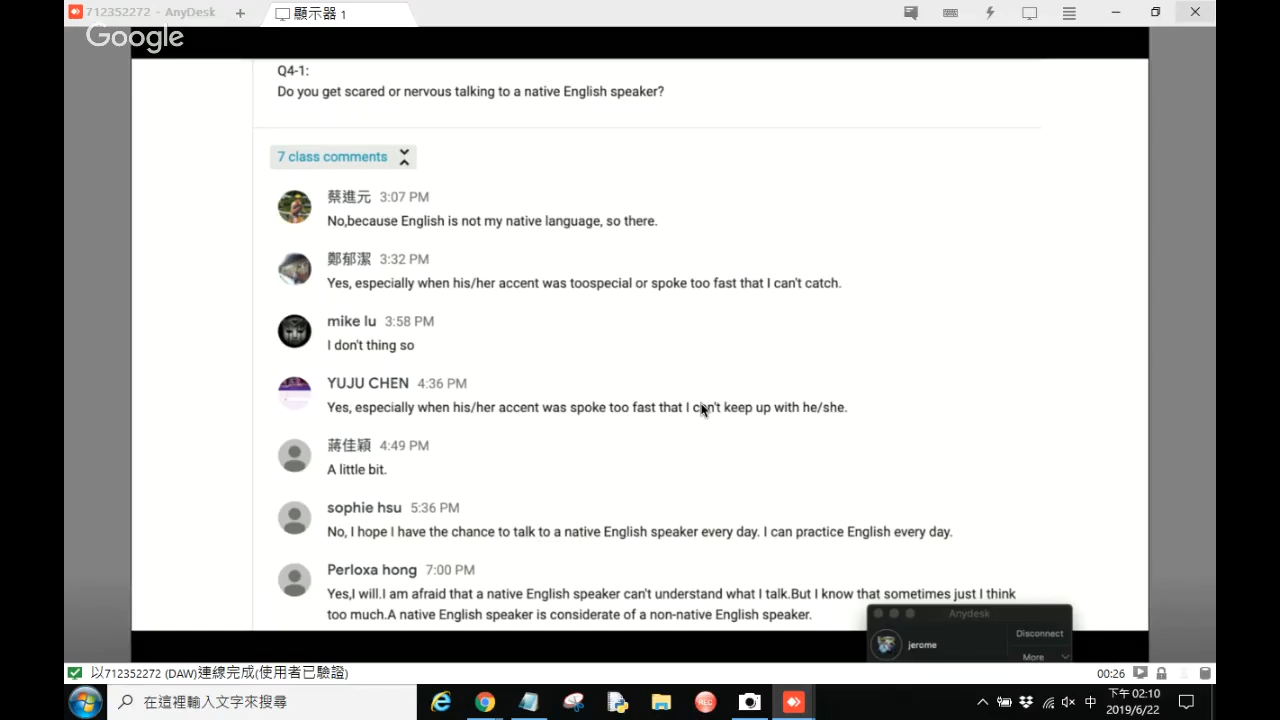 712352272 - AnyDesk
顯示器 1
Google
Q4-1:
Do you get scared or nervous talking to a native English speaker?
7 class comments
蔡進元 3:07 PM
No,because English is not my native language, so there.
鄭郁潔 3:32 PM
Yes, especially when his/her accent was toospecial or spoke too fast that I can't catch.
mike lu 3:58 PM
I don't thing so
YUJU CHEN 4:36 PM
Yes, especially when his/her accent was spoke too fast that I can't keep up with he/she.
蔣佳穎 4:49 PM
A little bit.
sophie hsu 5:36 PM
No, I hope I have the chance to talk to a native English speaker every day. I can practice English every day.
Perloxa hong 7:00 PM
Yes,I will.I am afraid that a native English speaker can't understand what I talk.But I know that sometimes just I think
too much.A native English speaker is considerate of a non-native English speaker.
Anydesk
Disconnect
jerome
More
以712352272 (DAW)連線完成(使用者已驗證)
00:26
在這裡輸入文字來搜尋
REC
中
下午 02:10
2019/6/22